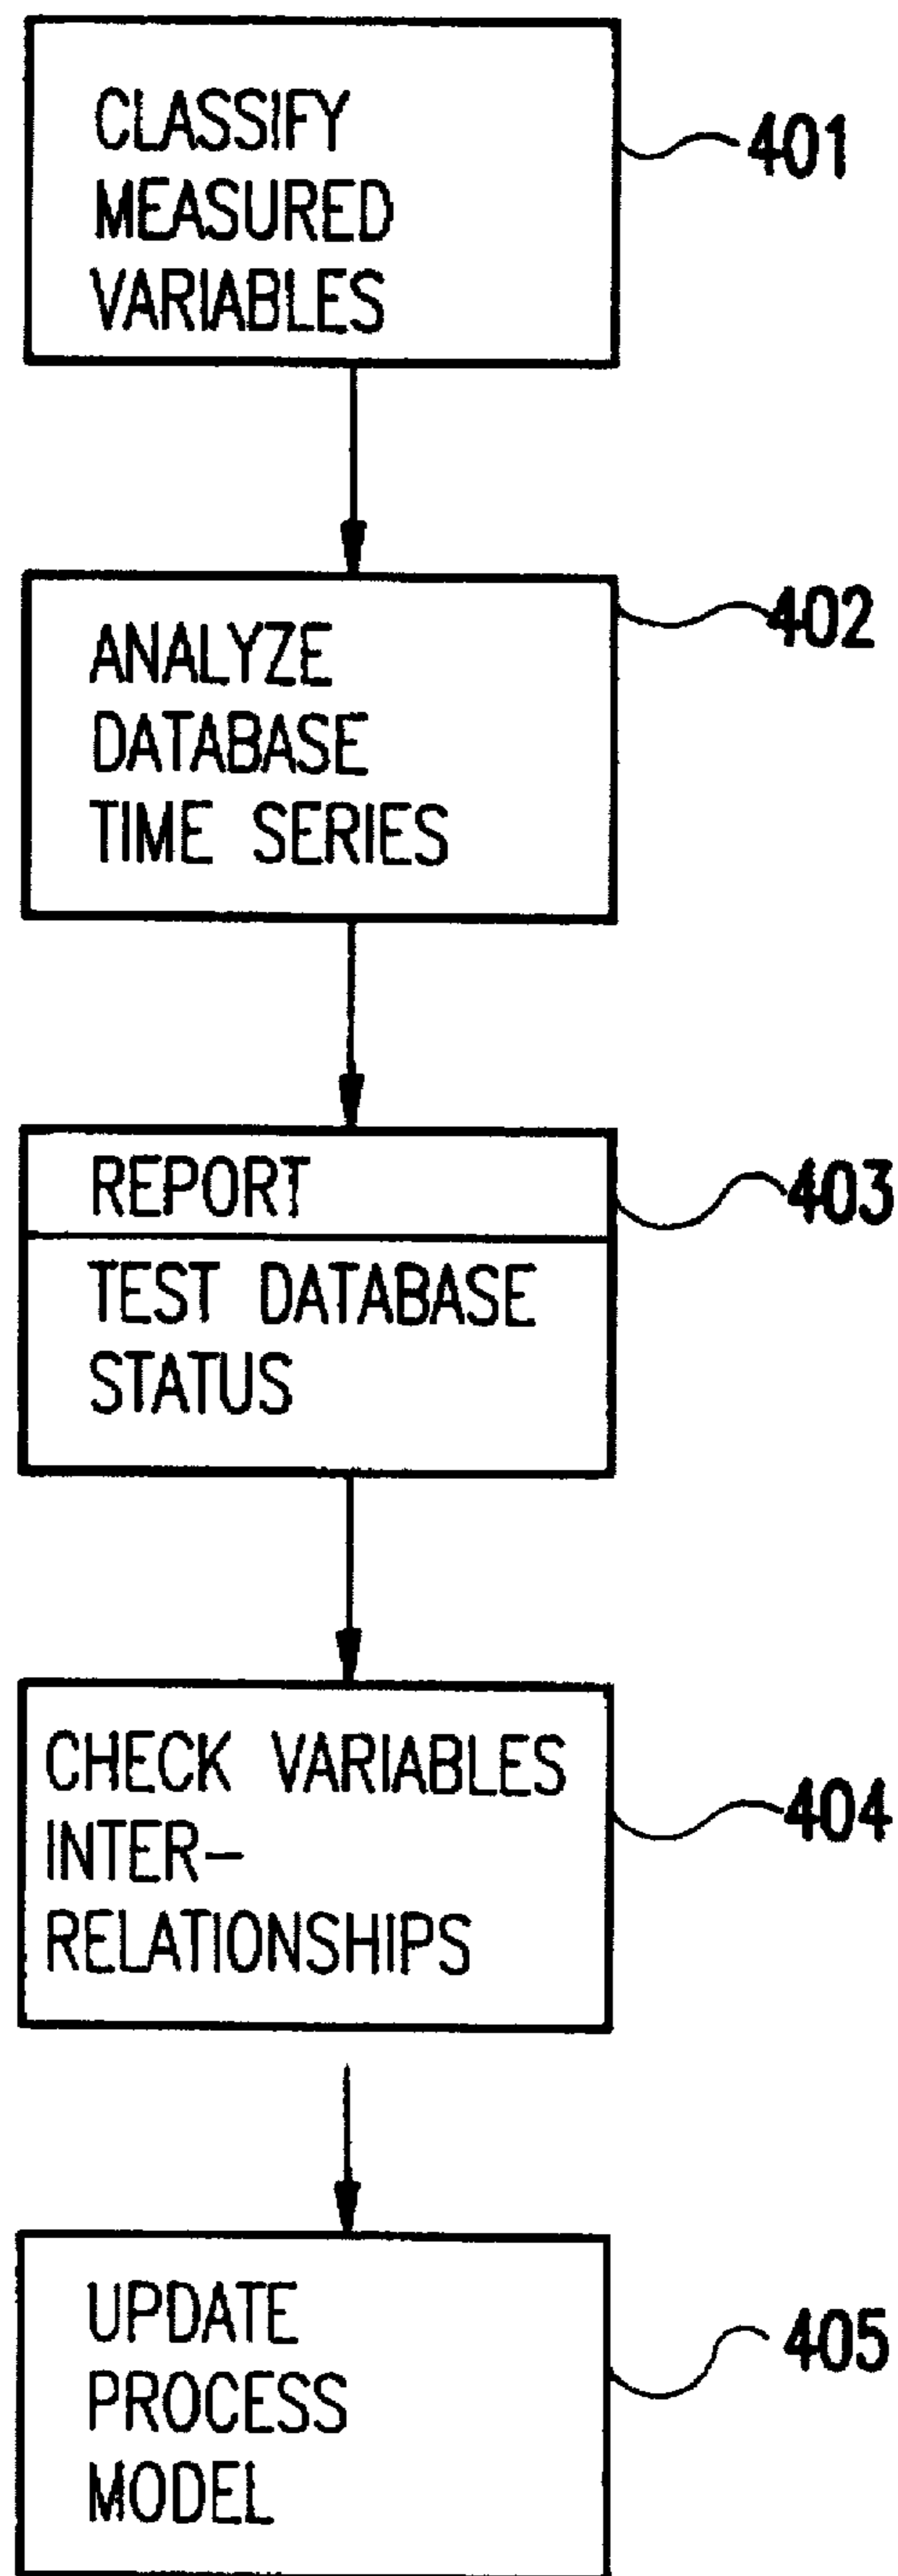 CLASSIFY
MEASURED
VARIABLES
401
ANALYZE
DATABASE
TIME SERIES
402
REPORT
403
TEST DATABASE
STATUS
CHECK VARIABLES
INTER-
RELATIONSHIPS
404
UPDATE
PROCESS
MODEL
405